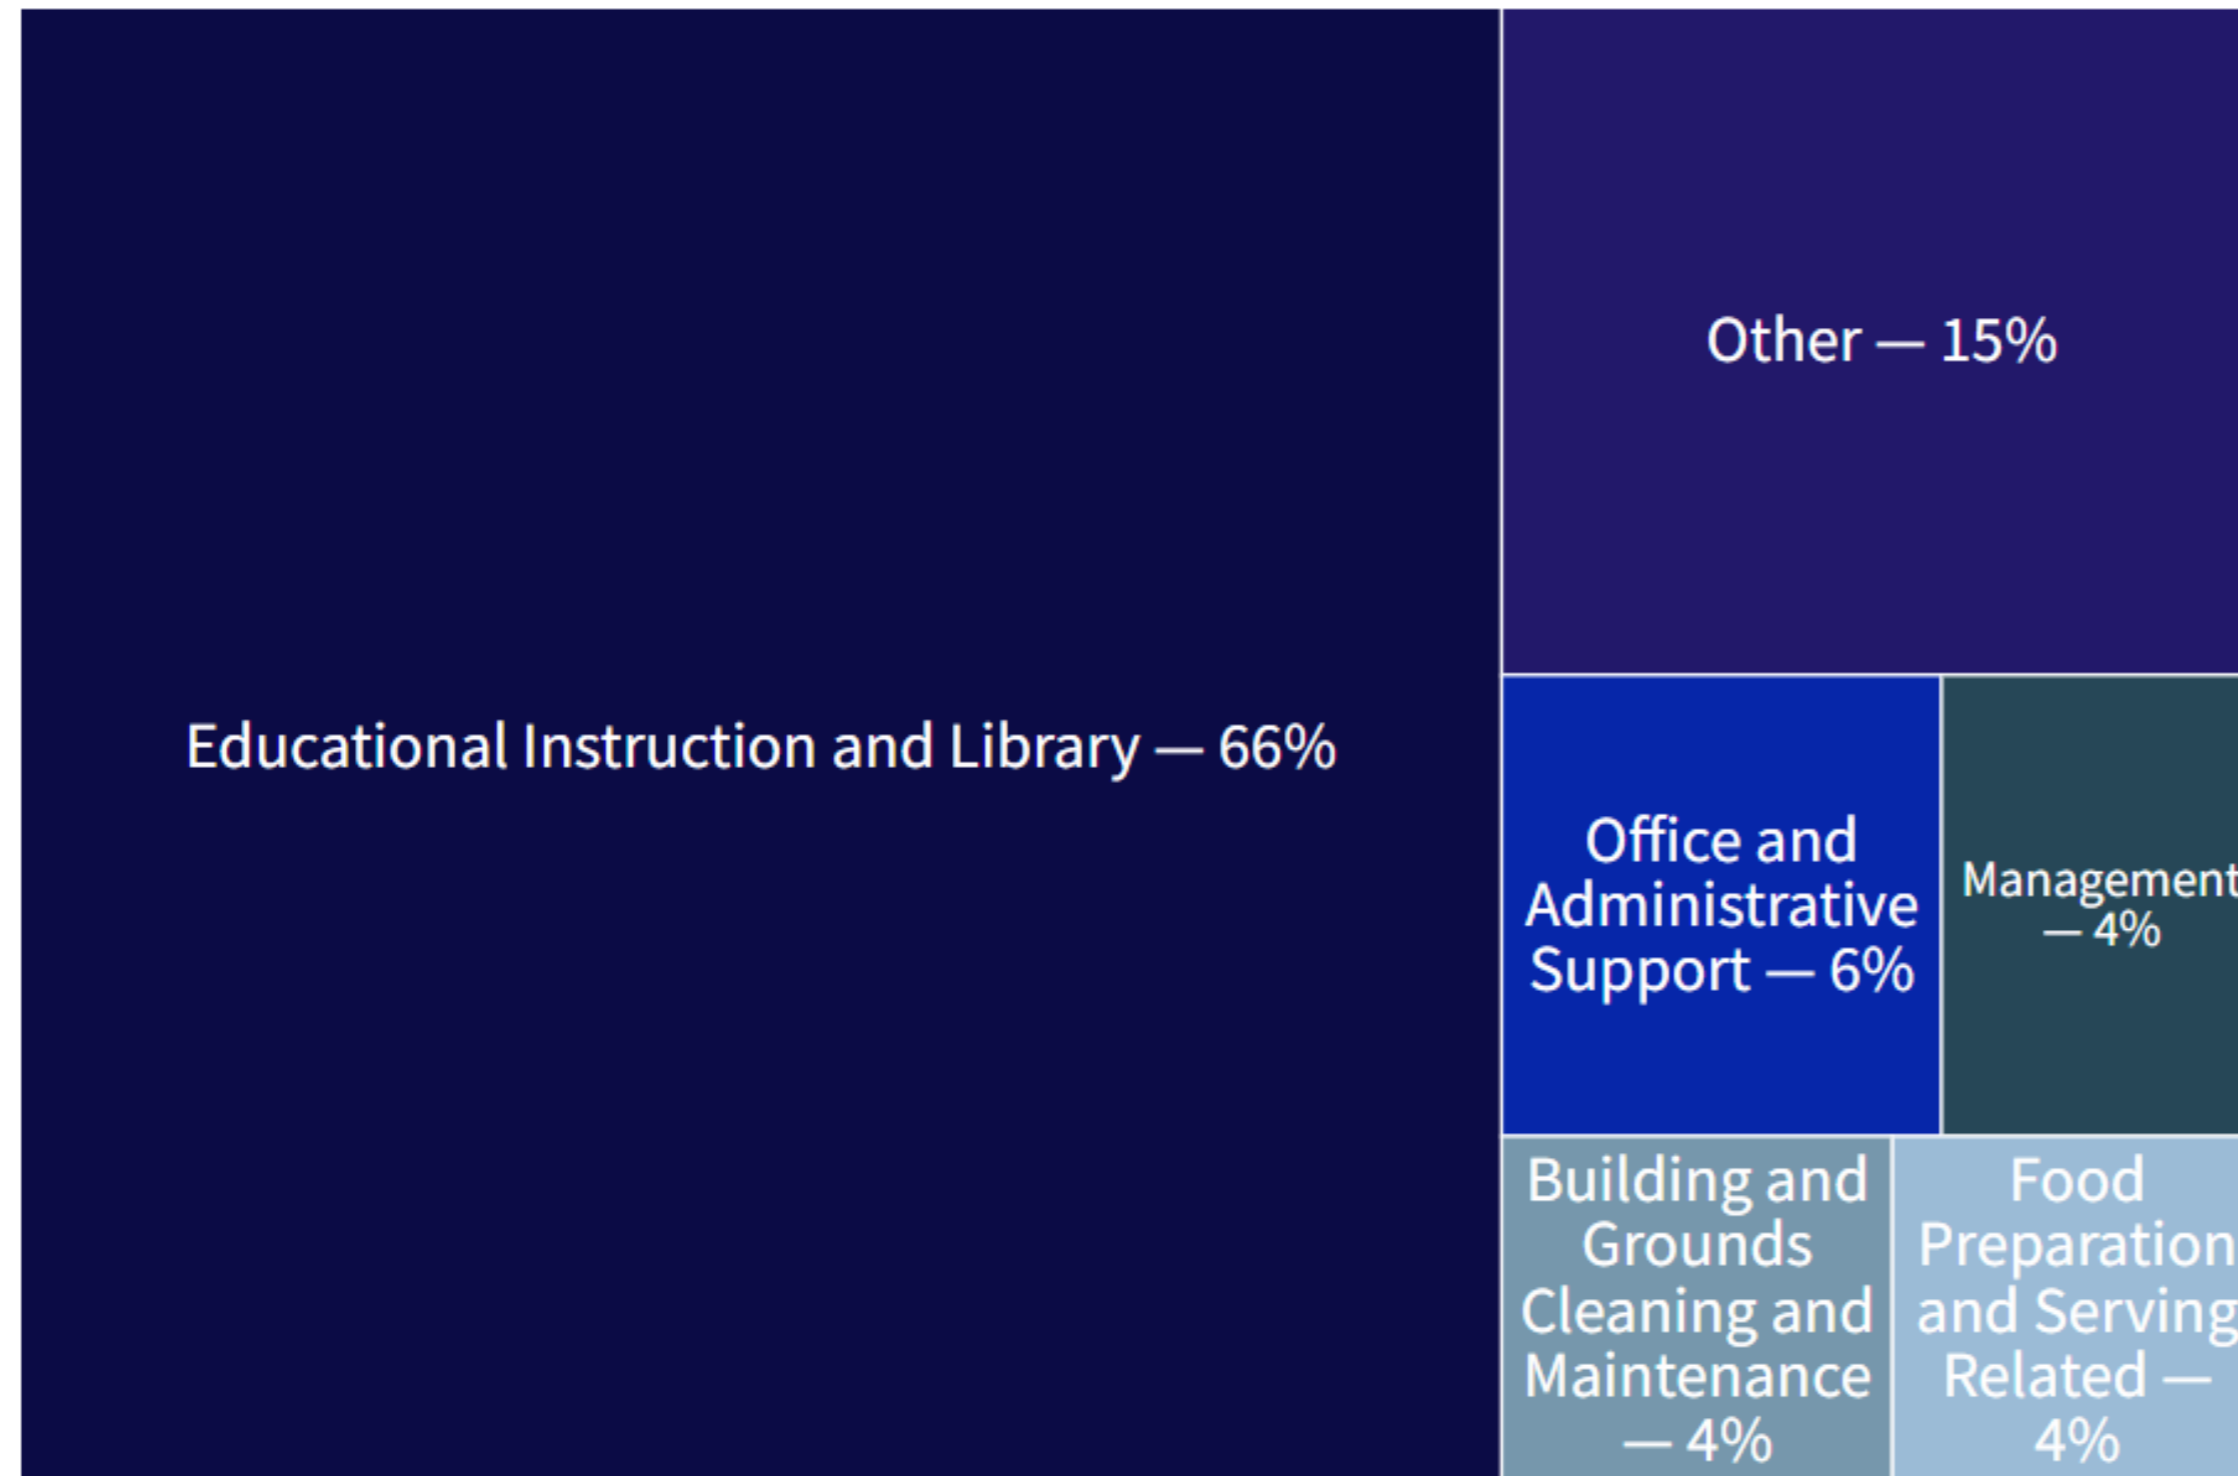 Educational Instruction and Library — 66%
Other — 15%
Office and
Administrative
Support — 6%
Management
— 4%
Building and
Grounds
Cleaning and
Maintenance
— 4%
Food
Preparation
and Serving
Related —
4%